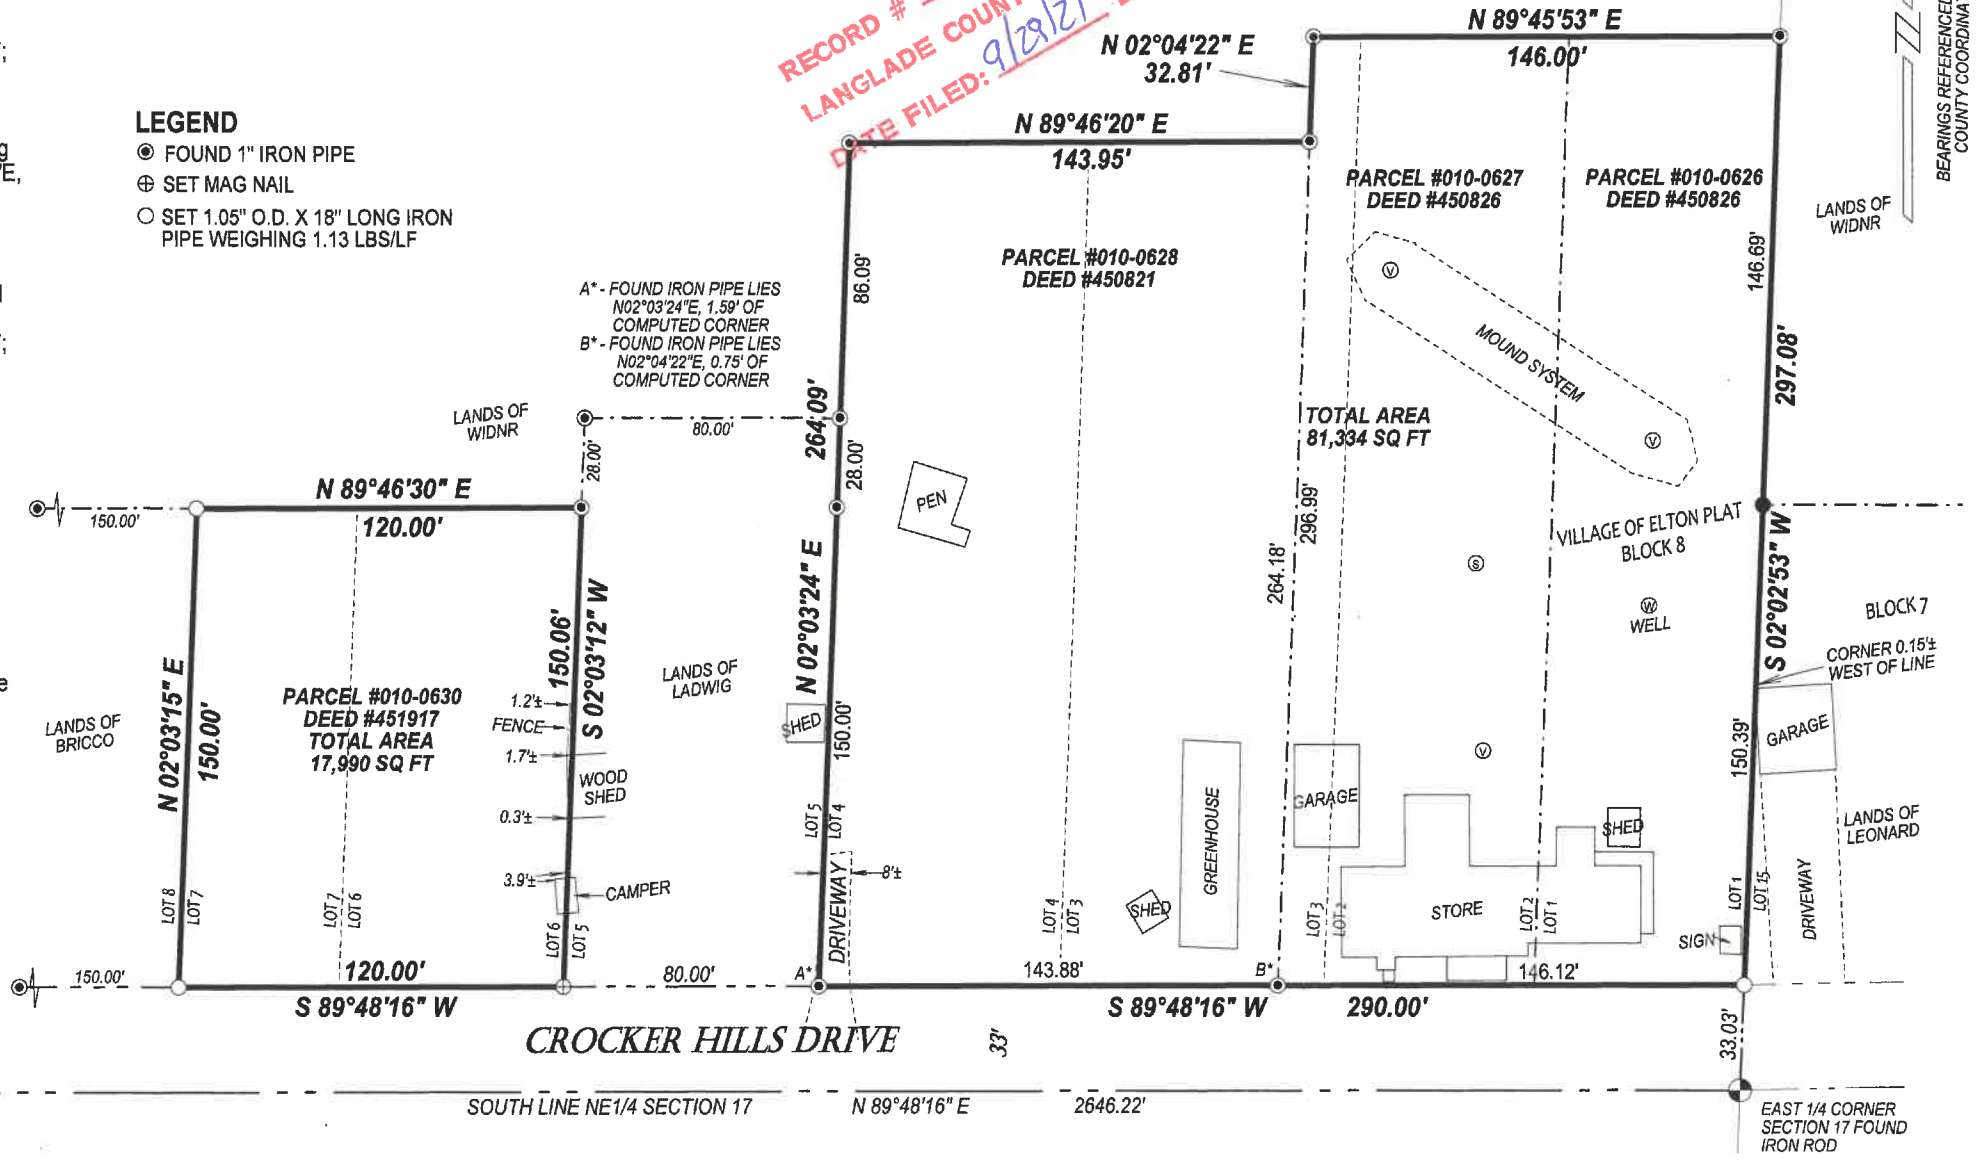 RECORD #
LANGLADE COUN
DATE FILED: 9/29/21
LEGEND
FOUND 1" IRON PIPE
SET MAG NAIL
SET 1.05" O.D. X 18" LONG IRON
PIPE WEIGHING 1.13 LBS/LF
N 02°04'22" E
32.81'
N 89°45'53" E
146.00'
BEARINGS REFERENCED
COUNTY COORDINA
N 89°46'20" E
143.95'
PARCEL #010-0627
DEED #450826
PARCEL #010-0626
DEED #450826
LANDS OF
WIDNR
PARCEL #010-0628
DEED #450821
86.09'
146.69'
A* - FOUND IRON PIPE LIES
N02°03'24"E, 1.59' OF
COMPUTED CORNER
B* - FOUND IRON PIPE LIES
N02°04'22"E, 0.75' OF
COMPUTED CORNER
MOUND SYSTEM
V
V
297.08'
264.09'
LANDS OF
WIDNR
80.00'
28.00'
28.00'
TOTAL AREA
81,334 SQ FT
N 89°46'30" E
120.00'
150.00'
PEN
296.99'
264.18'
VILLAGE OF ELTON PLAT
BLOCK 8
S
W
WELL
S 02°02'53" W
BLOCK 7
CORNER 0.15'±
WEST OF LINE
N 02°03'15" E
150.00'
LANDS OF
BRICCO
PARCEL #010-0630
DEED #451917
TOTAL AREA
17,990 SQ FT
150.06'
S 02°03'12" W
1.2'±
FENCE
1.7'±
WOOD
SHED
0.3'±
3.9'±
CAMPER
LANDS OF
LADWIG
N 02°03'24" E
150.00'
SHED
LOT 5
LOT 4
DRIVEWAY
8'±
GREENHOUSE
SHED
GARAGE
V
STORE
SHED
SIGN
150.39'
GARAGE
LANDS OF
LEONARD
DRIVEWAY
LOT 8
LOT 7
LOT 7
LOT 6
LOT 6
LOT 5
LOT 4
LOT 3
LOT 3
LOT 2
LOT 2
LOT 1
LOT 1
LOT 15
150.00'
120.00'
S 89°48'16" W
80.00'
A*
143.88'
B*
146.12'
S 89°48'16" W
290.00'
CROCKER HILLS DRIVE
33'
33.03'
SOUTH LINE NE1/4 SECTION 17
N 89°48'16" E
2646.22'
EAST 1/4 CORNER
SECTION 17 FOUND
IRON ROD